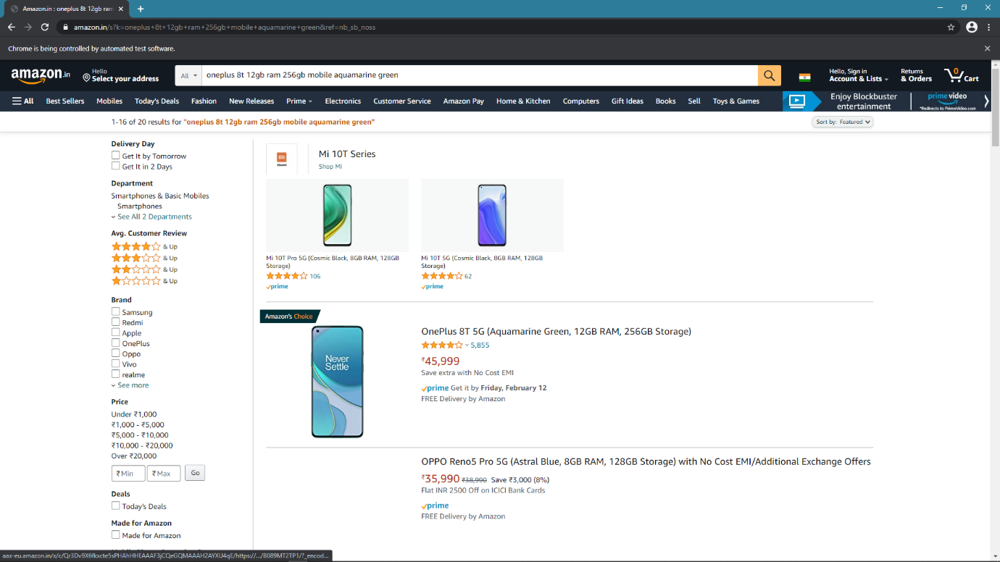 Amazon.in : oneplus 8t 12gb ram
amazon.in/s?k=oneplus+8t+12gb+ram+256gb+mobile+aquamarine+green&ref=nb_sb_noss
Chrome is being controlled by automated test software.
amazon.in
Hello
Select your address
All
oneplus 8t 12gb ram 256gb mobile aquamarine green
Hello, Sign in
Account & Lists
Returns
& Orders
0
Cart
All
Best Sellers
Mobiles
Today's Deals
Fashion
New Releases
Prime
Electronics
Customer Service
Amazon Pay
Home & Kitchen
Computers
Gift Ideas
Books
Sell
Toys & Games
Enjoy Blockbuster
entertainment
prime video
*Redirects to PrimeVideo.com
1-16 of 20 results for "oneplus 8t 12gb ram 256gb mobile aquamarine green"
Sort by: Featured
Delivery Day
Get It by Tomorrow
Get It in 2 Days
Department
Smartphones & Basic Mobiles
Smartphones
See All 2 Departments
Avg. Customer Review
& Up
& Up
& Up
& Up
Brand
Samsung
Redmi
Apple
OnePlus
Oppo
Vivo
realme
See more
Price
Under ₹1,000
₹1,000 - ₹5,000
₹5,000 - ₹10,000
₹10,000 - ₹20,000
Over ₹20,000
₹ Min
₹ Max
Go
Deals
Today's Deals
Made for Amazon
Made for Amazon
mi
Xiaomi
Mi 10T Series
Shop Mi
Mi 10T Pro 5G (Cosmic Black, 8GB RAM, 128GB
Storage)
106
prime
Mi 10T 5G (Cosmic Black, 8GB RAM, 128GB
Storage)
62
prime
Amazon's Choice
Never
Settle
OnePlus 8T 5G (Aquamarine Green, 12GB RAM, 256GB Storage)
5,855
₹45,999
Save extra with No Cost EMI
prime Get it by Friday, February 12
FREE Delivery by Amazon
OPPO Reno5 Pro 5G (Astral Blue, 8GB RAM, 128GB Storage) with No Cost EMI/Additional Exchange Offers
₹35,990 ₹38,990 Save ₹3,000 (8%)
Flat INR 2500 Off on ICICI Bank Cards
prime
FREE Delivery by Amazon